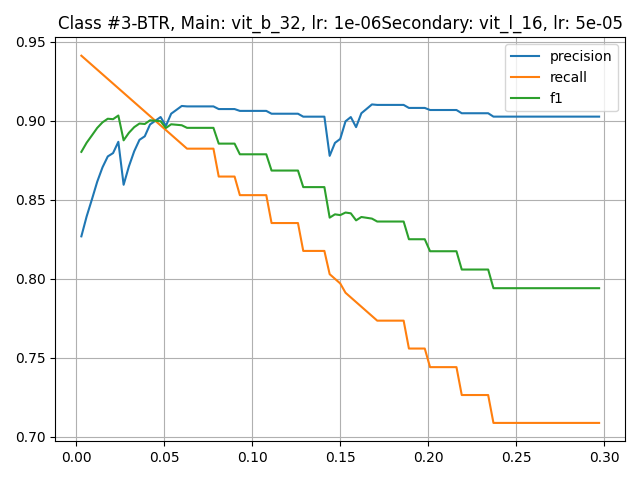 Class #3-BTR, Main: vit_b_32, lr: 1e-06Secondary: vit_l_16, lr: 5e-05
precision
recall
f1
0.95
0.90
0.85
0.80
0.75
0.70
0.00 0.05 0.10 0.15 0.20 0.25 0.30